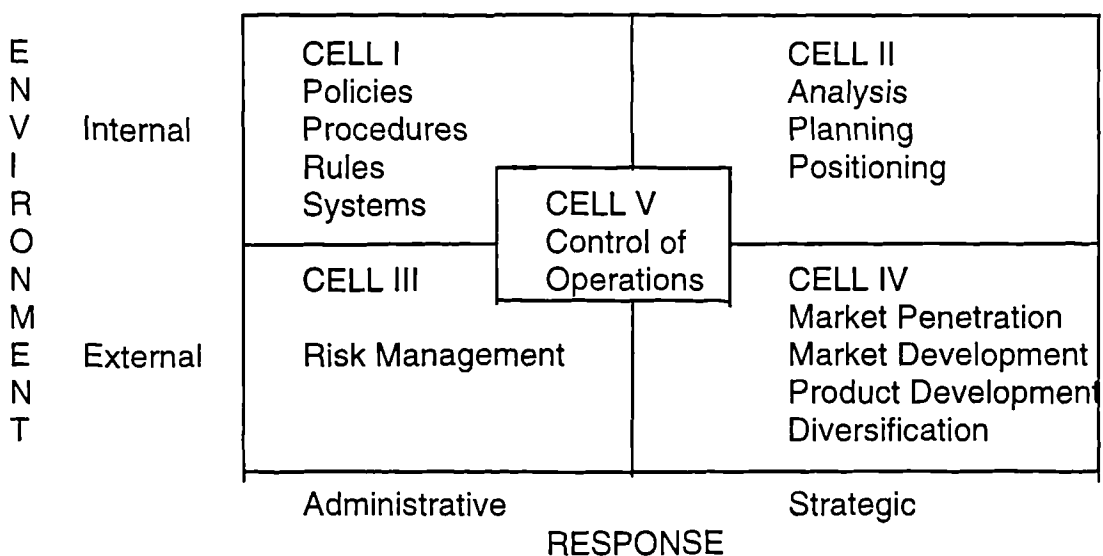 ENVIRONMENT
Internal
External
CELL I
Policies
Procedures
Rules
Systems
CELL II
Analysis
Planning
Positioning
CELL V
Control of
Operations
CELL III
Risk Management
CELL IV
Market Penetration
Market Development
Product Development
Diversification
Administrative
Strategic
RESPONSE